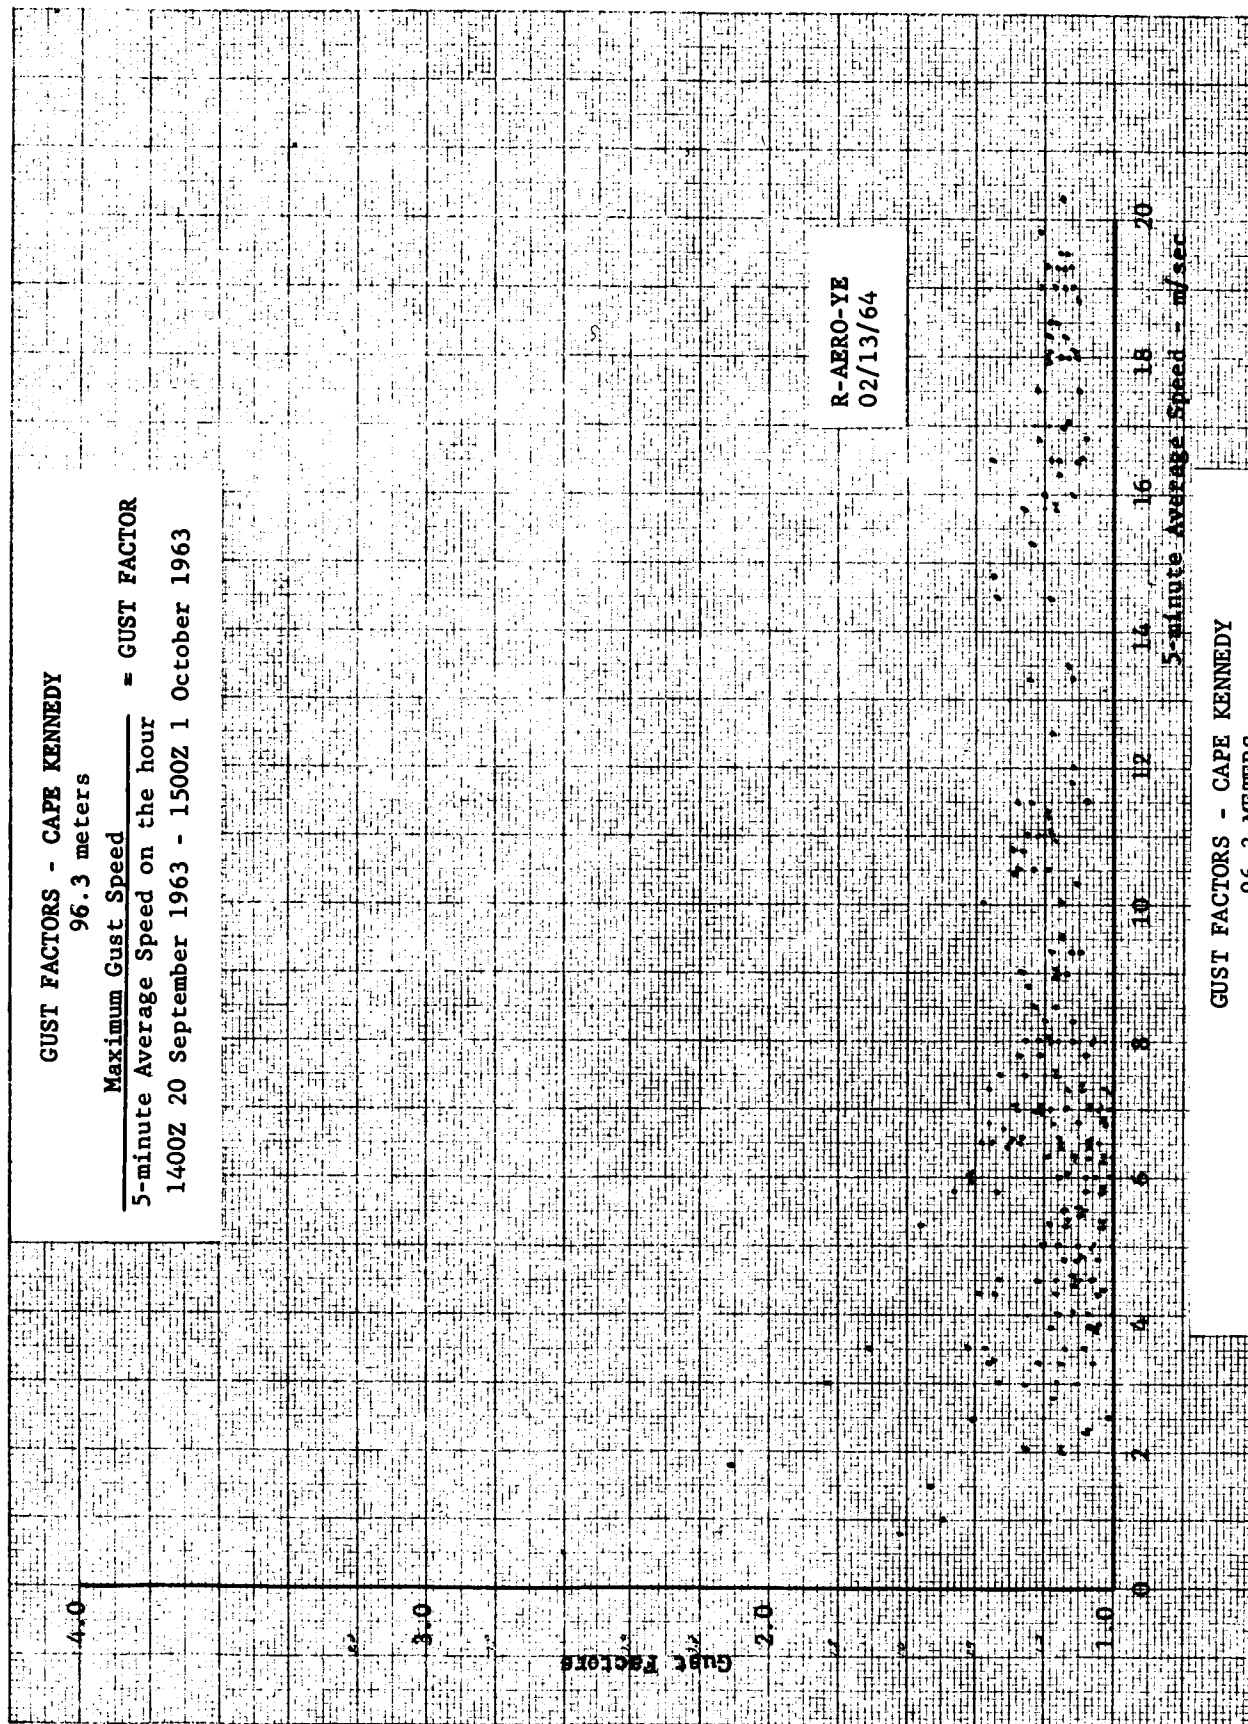 GUST FACTORS - CAPE KENNEDY
96.3 meters
Maximum Gust Speed
5-minute Average Speed on the hour = GUST FACTOR
1400Z 20 September 1963 - 1500Z 1 October 1963
R-AERO-YE
02/13/64
4.0
3.0
2.0
1.0
Gust Factors
0 2 4 6 8 10 12 14 16 18 20
5-minute Average Speed - m/sec
GUST FACTORS - CAPE KENNEDY